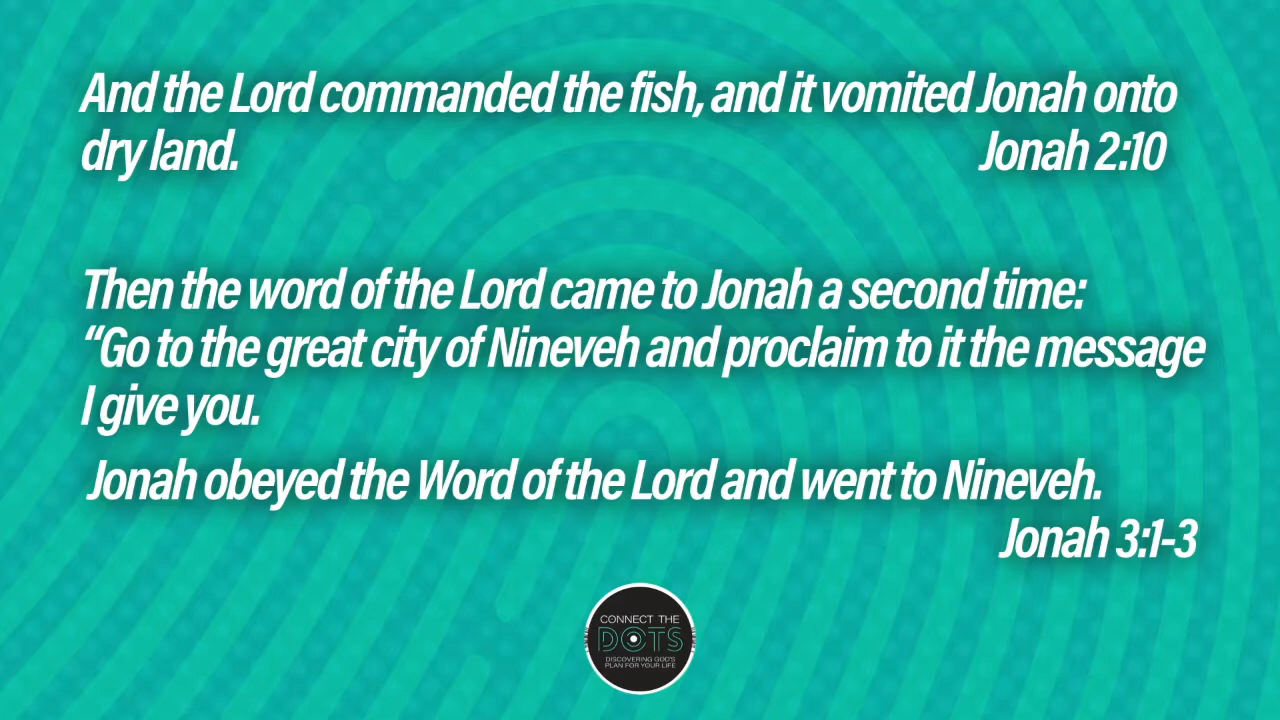 And the Lord commanded the fish, and it vomited Jonah onto
dry land. Jonah 2:10
Then the word of the Lord came to Jonah a second time:
“Go to the great city of Nineveh and proclaim to it the message
I give you.
Jonah obeyed the Word of the Lord and went to Nineveh.
Jonah 3:1-3
CONNECT THE
DOTS
DISCOVERING GOD'S
PLAN FOR YOUR LIFE